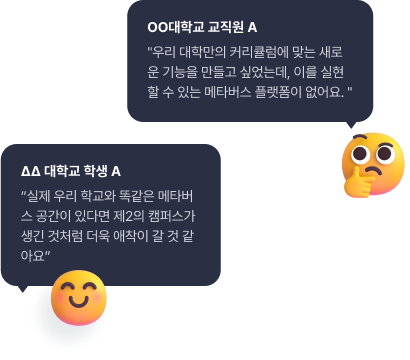 OO대학교 교직원 A
"우리 대학만의 커리큘럼에 맞는 새로
운 기능을 만들고 싶었는데, 이를 실현
할 수 있는 메타버스 플랫폼이 없어요. "
ΔΔ 대학교 학생 A
“실제 우리 학교와 똑같은 메타버
스 공간이 있다면 제2의 캠퍼스가
생긴 것처럼 더욱 애착이 갈 것 같
아요”